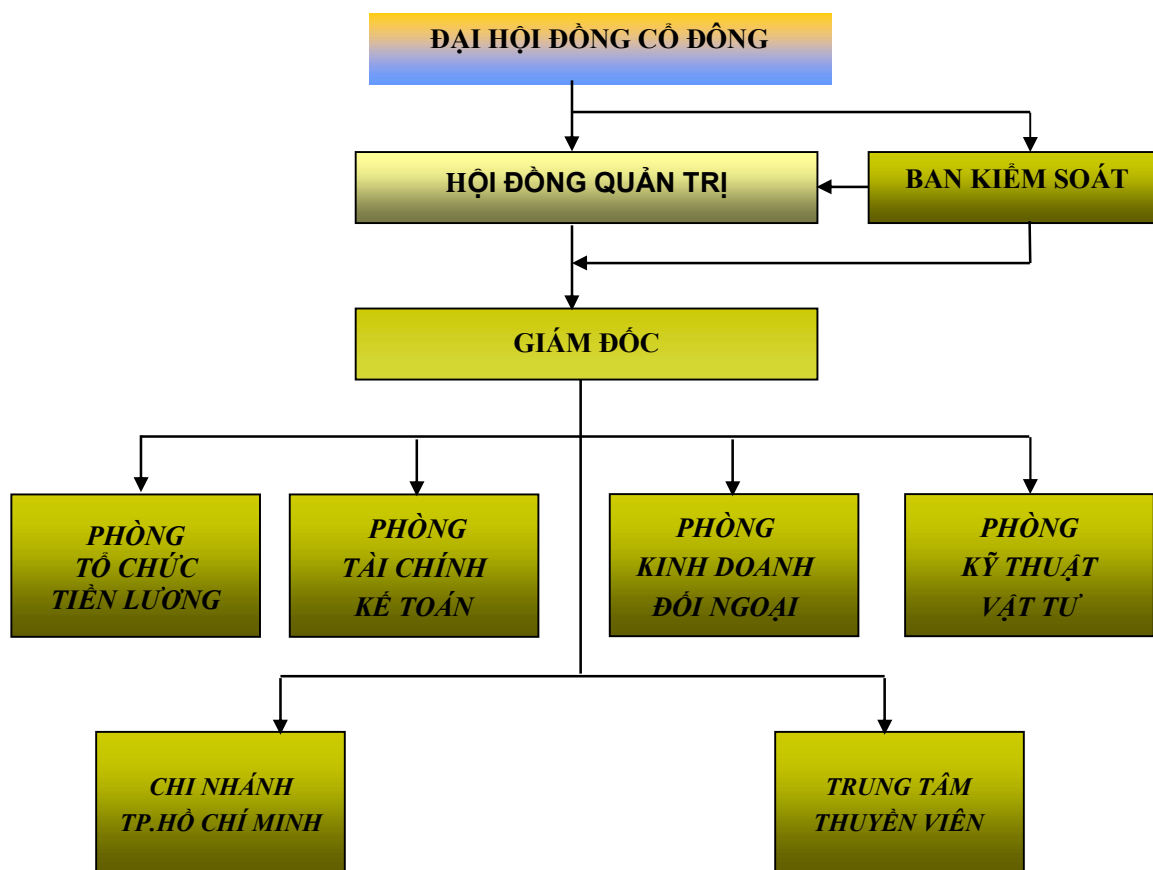 ĐẠI HỘI ĐỒNG CỔ ĐÔNG
HỘI ĐỒNG QUẢN TRỊ
BAN KIỂM SOÁT
GIÁM ĐỐC
PHÒNG
TỔ CHỨC
TIỀN LƯƠNG
PHÒNG
TÀI CHÍNH
KẾ TOÁN
PHÒNG
KINH DOANH
ĐỐI NGOẠI
PHÒNG
KỸ THUẬT
VẬT TƯ
CHI NHÁNH
TP.HỒ CHÍ MINH
TRUNG TÂM
THUYỀN VIÊN